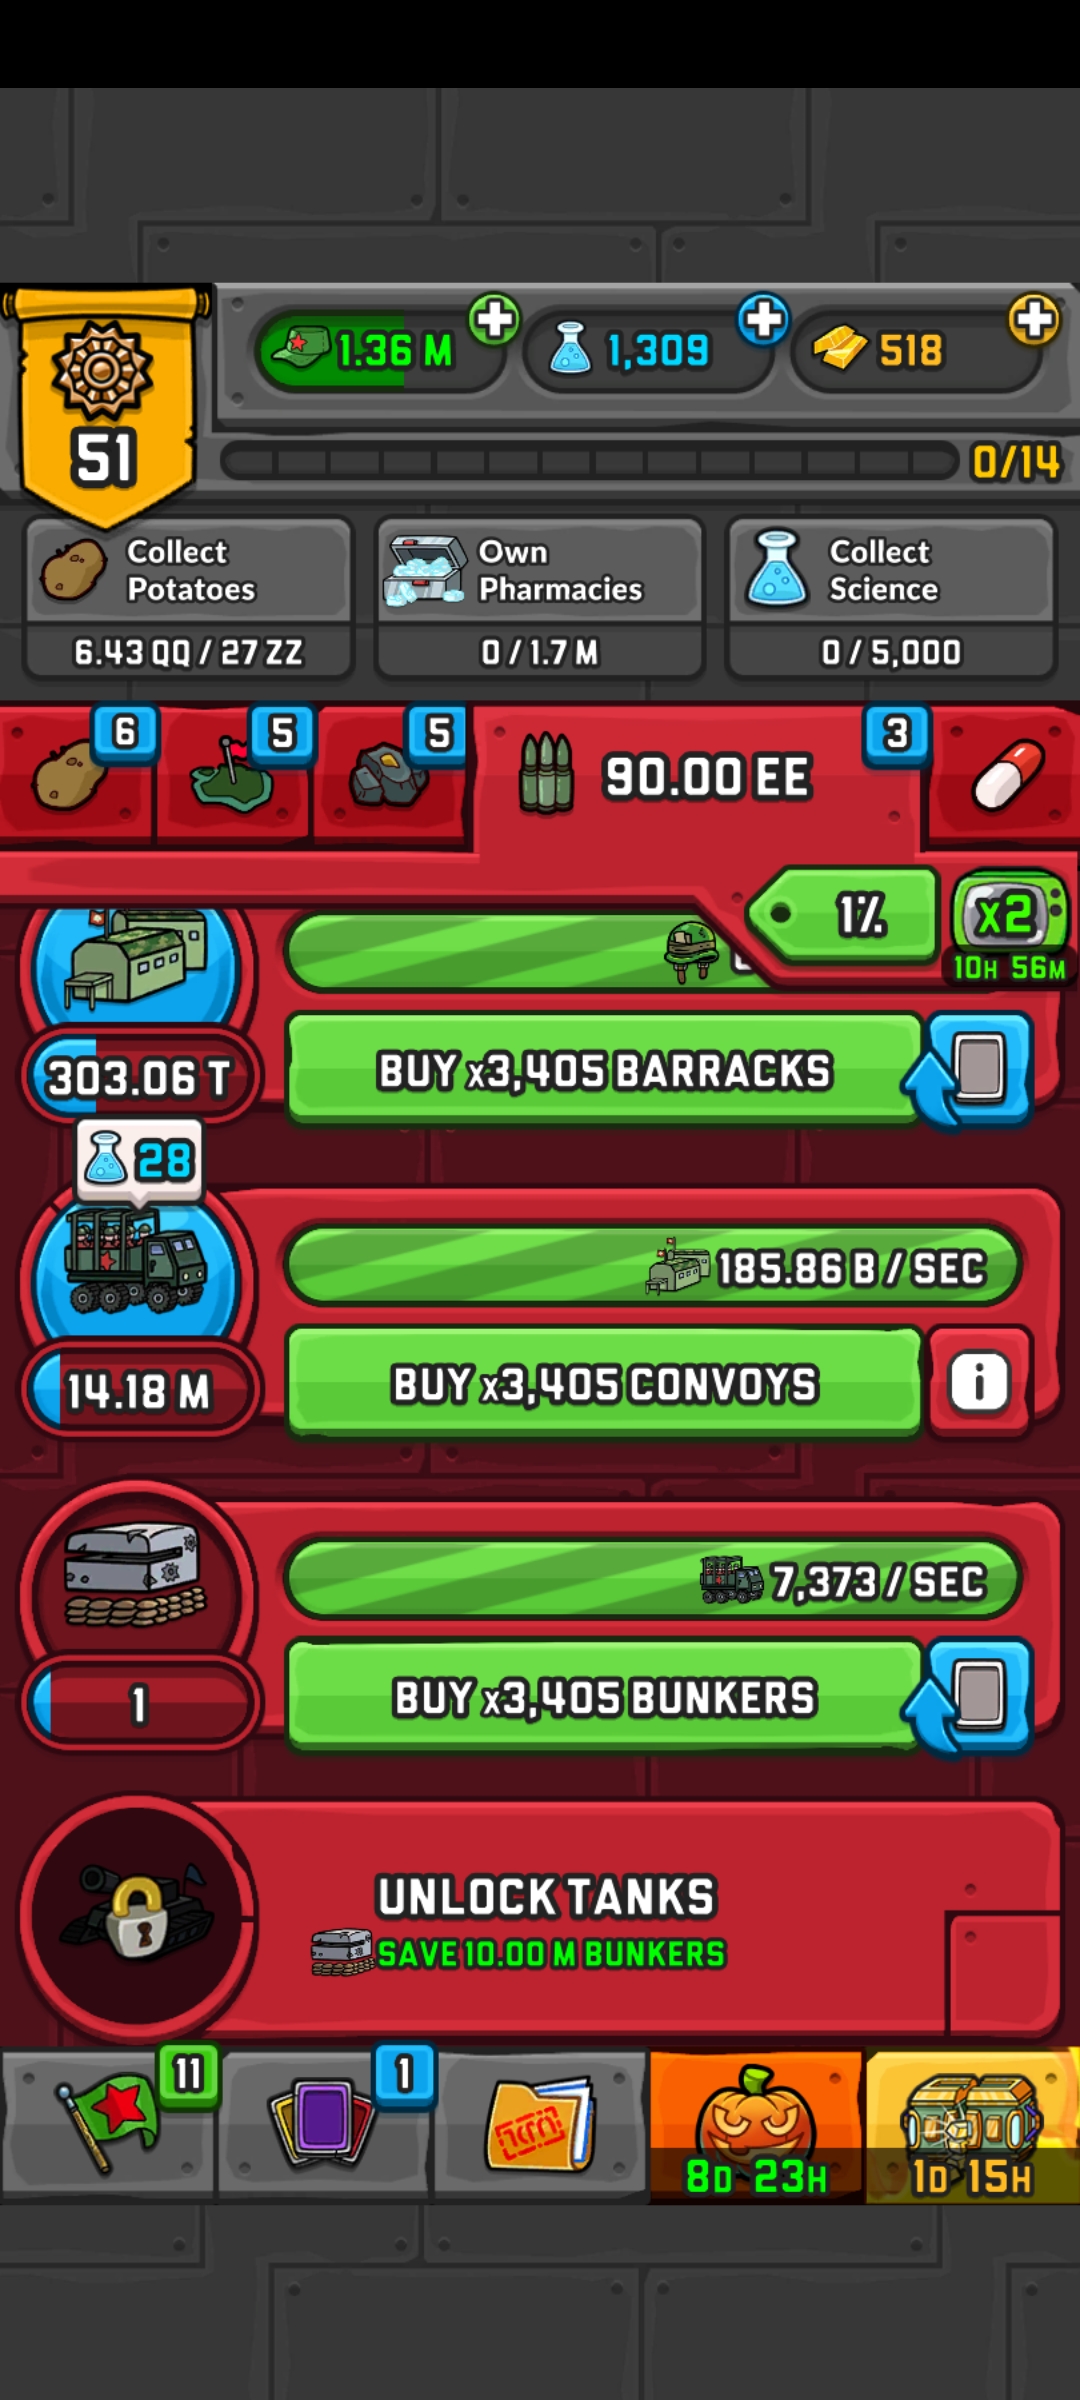 1.36 M
1,309
518
51
0/14
Collect
Potatoes
6.43 QQ / 27 ZZ
Own
Pharmacies
0 / 1.7 M
Collect
Science
0 / 5,000
6
5
5
90.00 EE
3
1%
x2
10H 56M
303.06 T
BUY x3,405 BARRACKS
28
185.86 B / SEC
14.18 M
BUY x3,405 CONVOYS
i
7,373 / SEC
1
BUY x3,405 BUNKERS
UNLOCK TANKS
SAVE 10.00 M BUNKERS
11
1
8D 23H
1D 15H